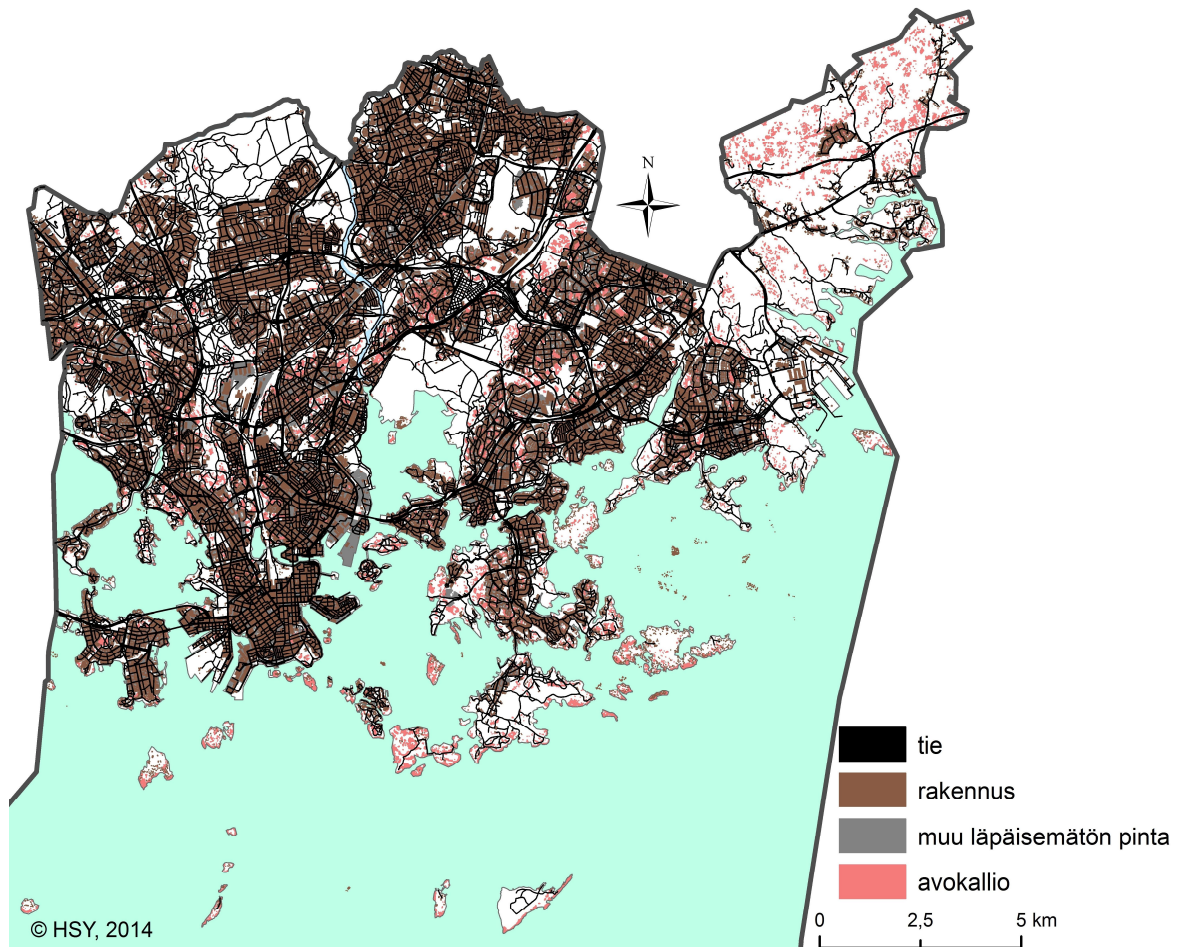 N
tie
rakennus
muu läpäisemätön pinta
avokallio
0 2,5 5 km
© HSY, 2014